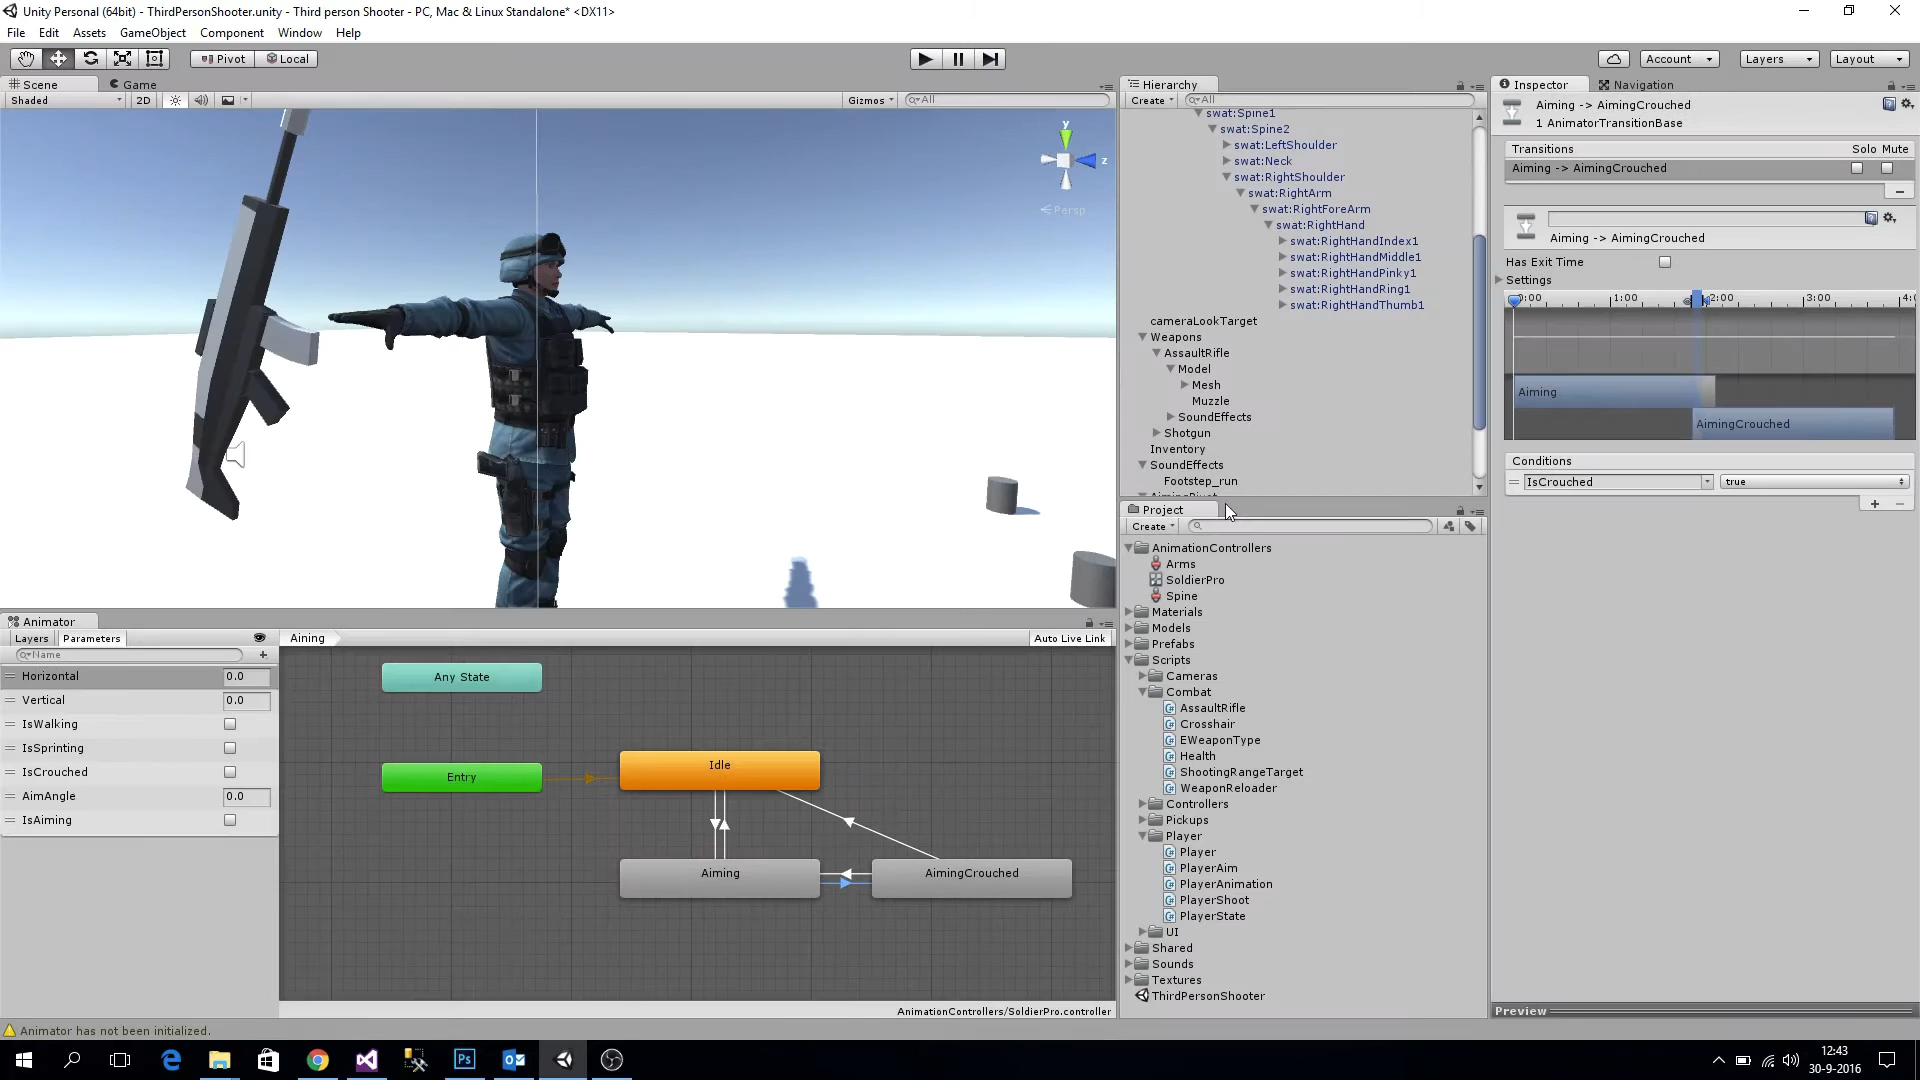 Unity Personal (64bit) - ThirdPersonShooter.unity - Third person Shooter - PC, Mac & Linux Standalone* <DX11>
File Edit Assets GameObject Component Window Help
Pivot Local Account Layers Layout
Scene Game
Shaded 2D Gizmos All
y
z
Persp
Hierarchy
Create All
swat:Spine1
swat:Spine2
swat:LeftShoulder
swat:Neck
swat:RightShoulder
swat:RightArm
swat:RightForeArm
swat:RightHand
swat:RightHandIndex1
swat:RightHandMiddle1
swat:RightHandPinky1
swat:RightHandRing1
swat:RightHandThumb1
cameraLookTarget
Weapons
AssaultRifle
Model
Mesh
Muzzle
SoundEffects
Shotgun
Inventory
SoundEffects
Footstep_run
Project
Create
AnimationControllers
Arms
SoldierPro
Spine
Materials
Models
Prefabs
Scripts
Cameras
Combat
AssaultRifle
Crosshair
EWeaponType
Health
ShootingRangeTarget
WeaponReloader
Controllers
Pickups
Player
Player
PlayerAim
PlayerAnimation
PlayerShoot
PlayerState
UI
Shared
Sounds
Textures
ThirdPersonShooter
Inspector Navigation
Aiming -> AimingCrouched
1 AnimatorTransitionBase
Transitions Solo Mute
Aiming -> AimingCrouched
Aiming -> AimingCrouched
Has Exit Time
Settings
0:00 1:00 2:00 3:00
Aiming
AimingCrouched
Conditions
IsCrouched true
Preview
Animator
Layers Parameters Aining Auto Live Link
Name
Horizontal 0.0
Vertical 0.0
IsWalking
IsSprinting
IsCrouched
AimAngle 0.0
IsAiming
Any State
Entry
Idle
Aiming
AimingCrouched
AnimationControllers/SoldierPro.controller
Animator has not been initialized.
Ps
12:43
30-9-2016